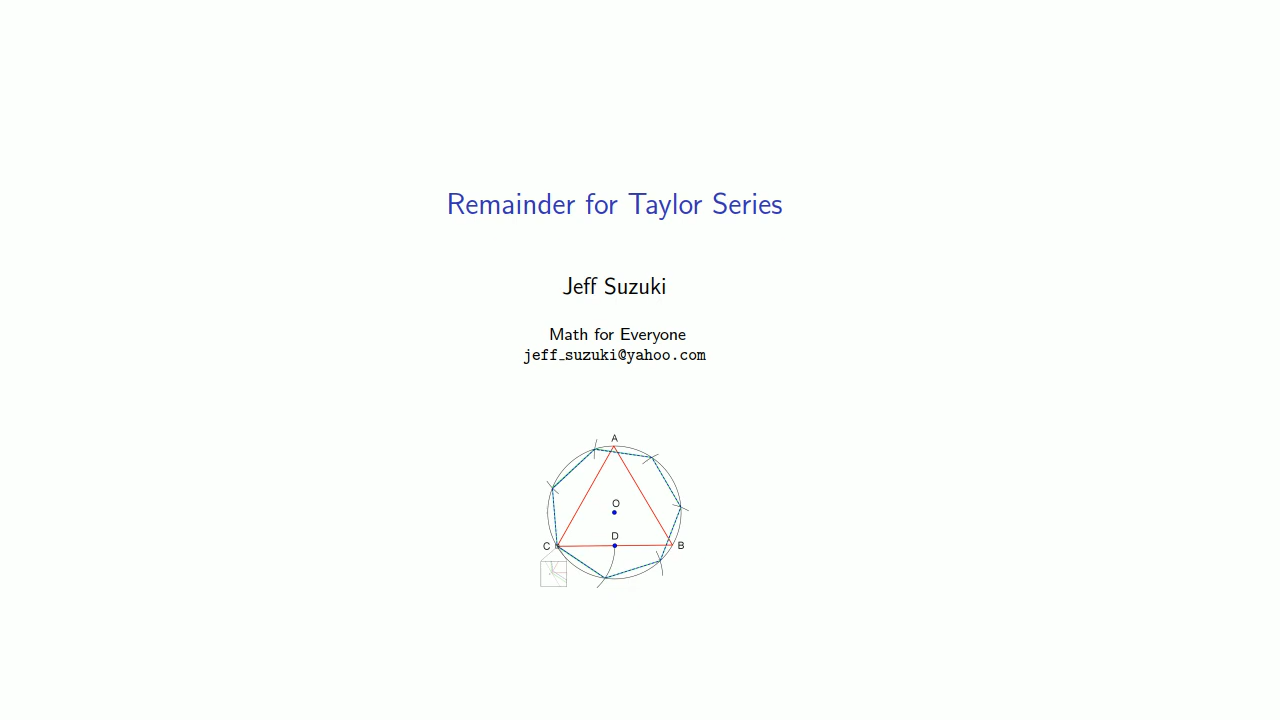 Remainder for Taylor Series
Jeff Suzuki
Math for Everyone
jeff_suzuki@yahoo.com
A
O
D
C
B